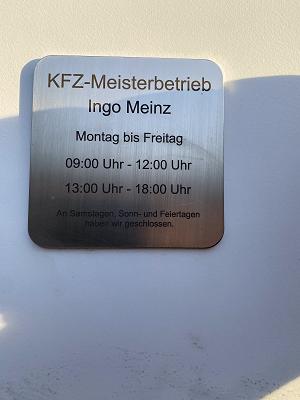 KFZ-Meisterbetrieb
Ingo Meinz
Montag bis Freitag
09:00 Uhr - 12:00 Uhr
13:00 Uhr - 18:00 Uhr
An Samstagen, Sonn- und Feiertagen
haben wir geschlossen.